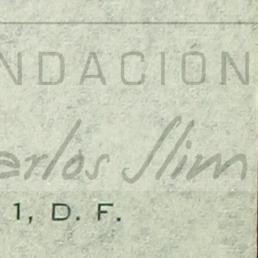 NDACIÓN
arlos Slim
1, D. F.